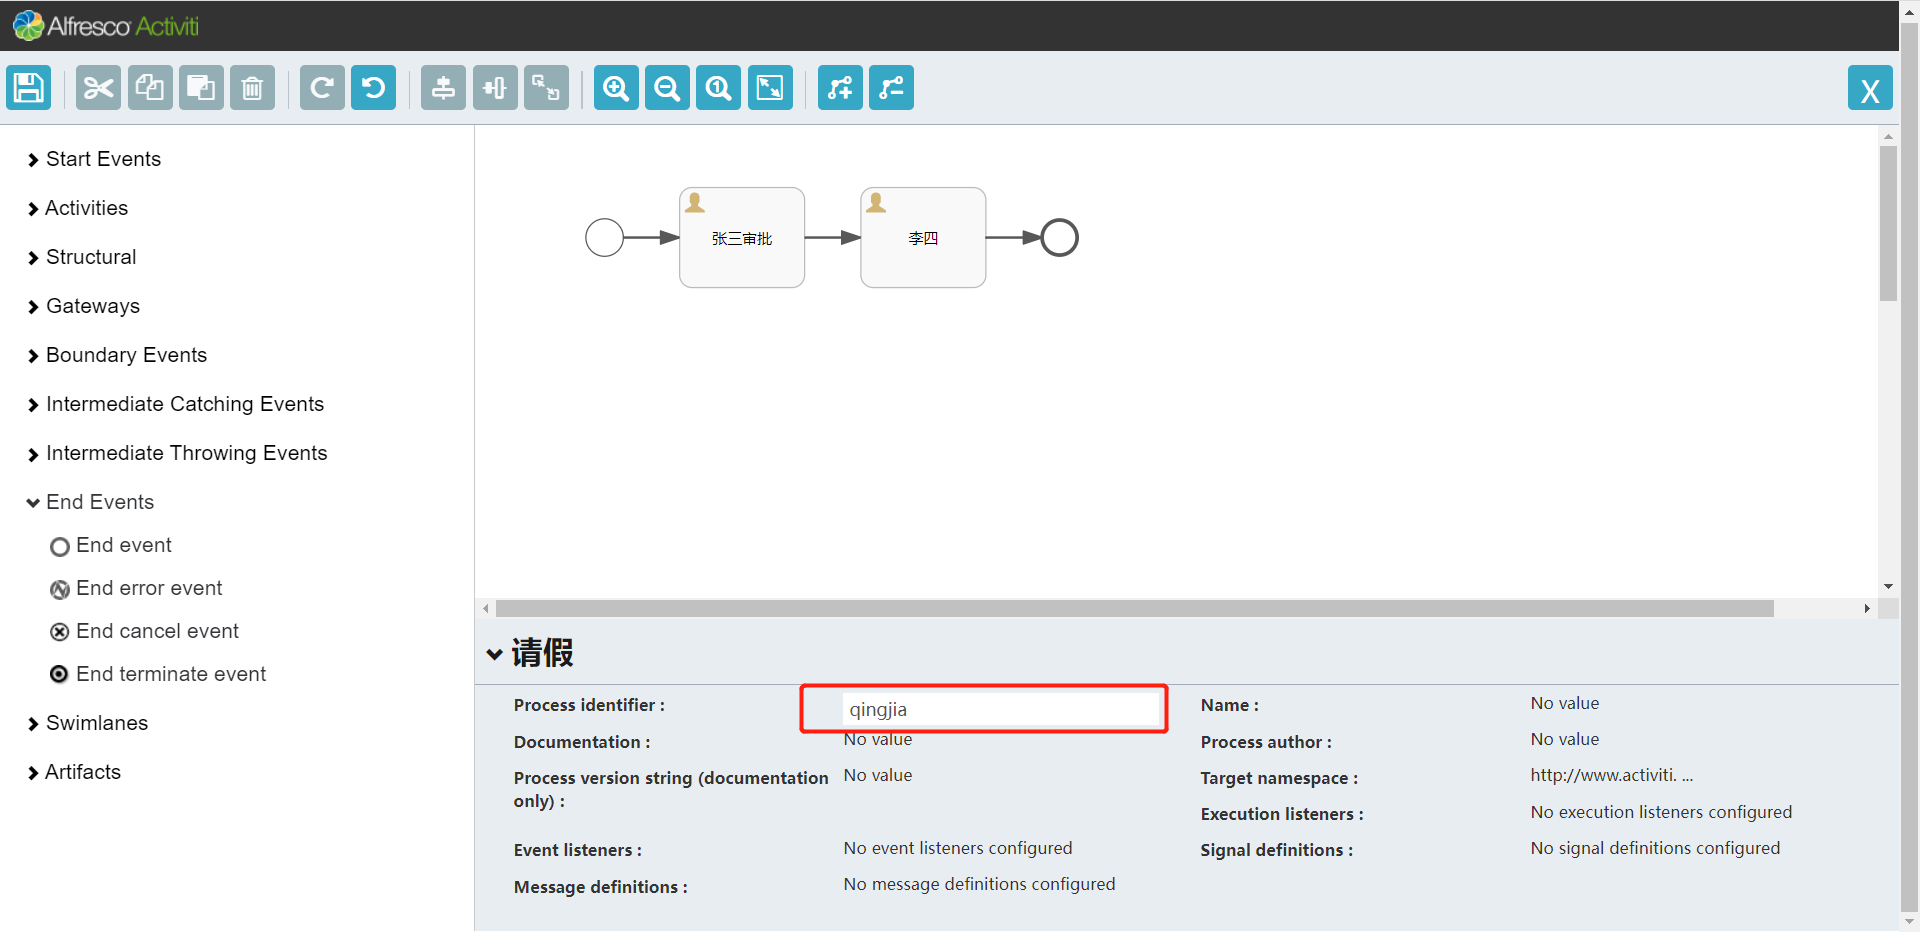 Alfresco Activiti
X
Start Events
Activities
Structural
Gateways
Boundary Events
Intermediate Catching Events
Intermediate Throwing Events
End Events
End event
End error event
End cancel event
End terminate event
Swimlanes
Artifacts
张三审批
李四
请假
Process identifier :
qingjia
Name :
No value
Documentation :
No value
Process author :
No value
Process version string (documentation
only) :
No value
Target namespace :
http://www.activiti. ...
Execution listeners :
No execution listeners configured
Event listeners :
No event listeners configured
Signal definitions :
No signal definitions configured
Message definitions :
No message definitions configured